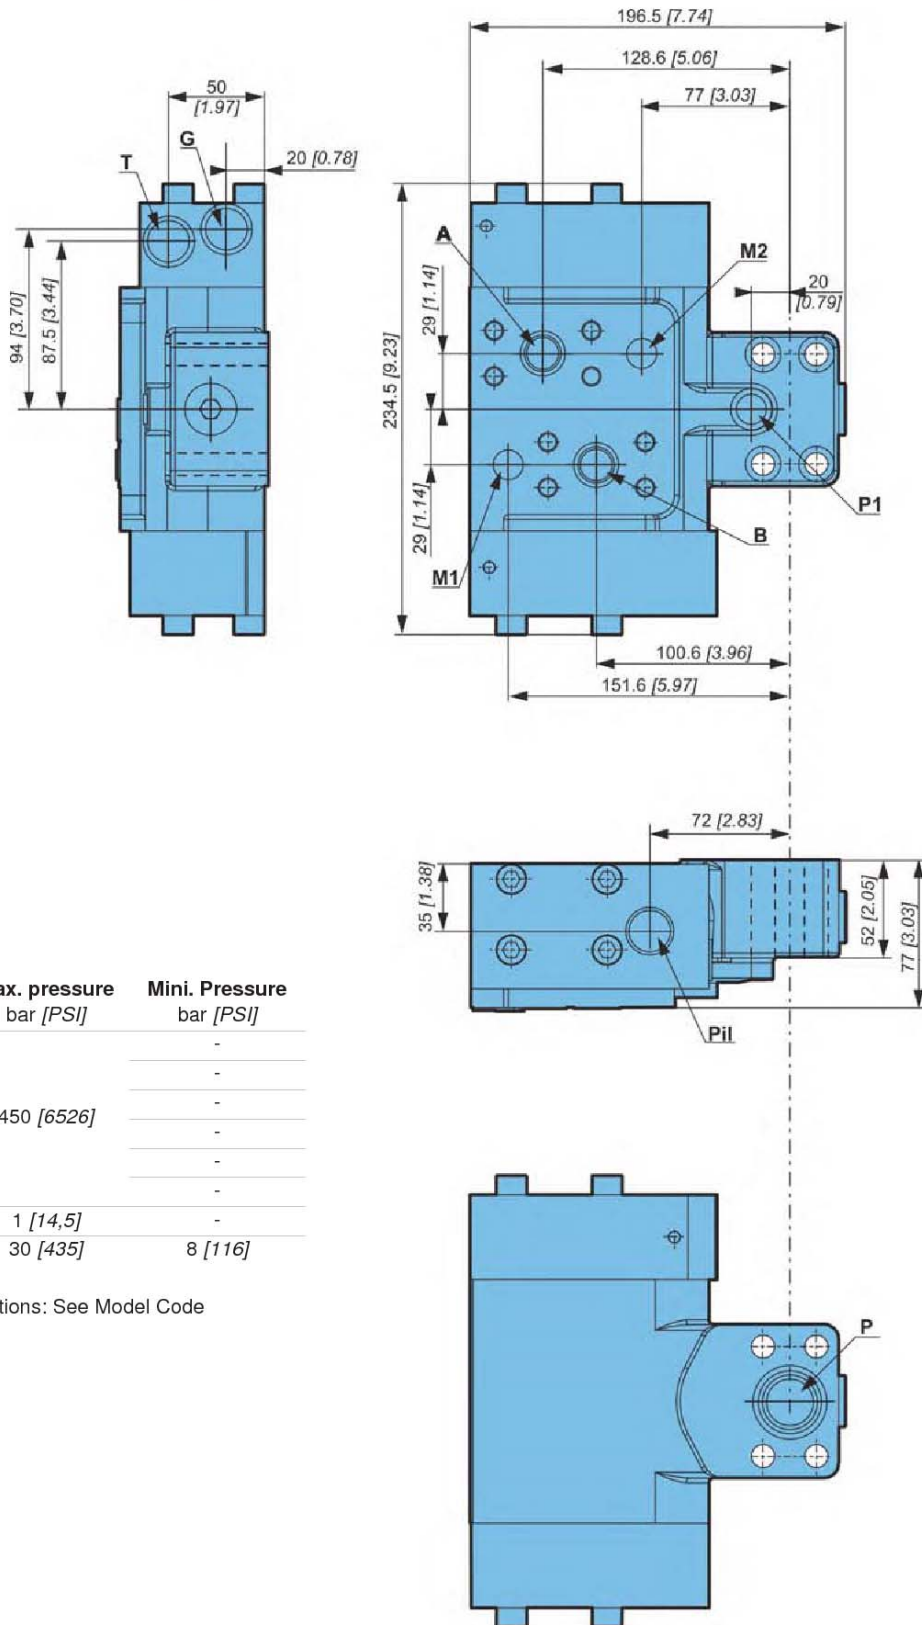 196.5 [7.74]
128.6 [5.06]
77 [3.03]
50
[1.97]
G
T
20 [0.78]
A
M2
20
[0.79]
94 [3.70]
87.5 [3.44]
234.5 [9.23]
29 [1.14]
29 [1.14]
P1
B
M1
100.6 [3.96]
151.6 [5.97]
72 [2.83]
35 [1.38]
52 [2.05]
77 [3.03]
Pil
ax. pressure Mini. Pressure
bar [PSI] bar [PSI]
-
-
-
450 [6526]
-
-
-
1 [14,5] -
30 [435] 8 [116]
tions: See Model Code
P